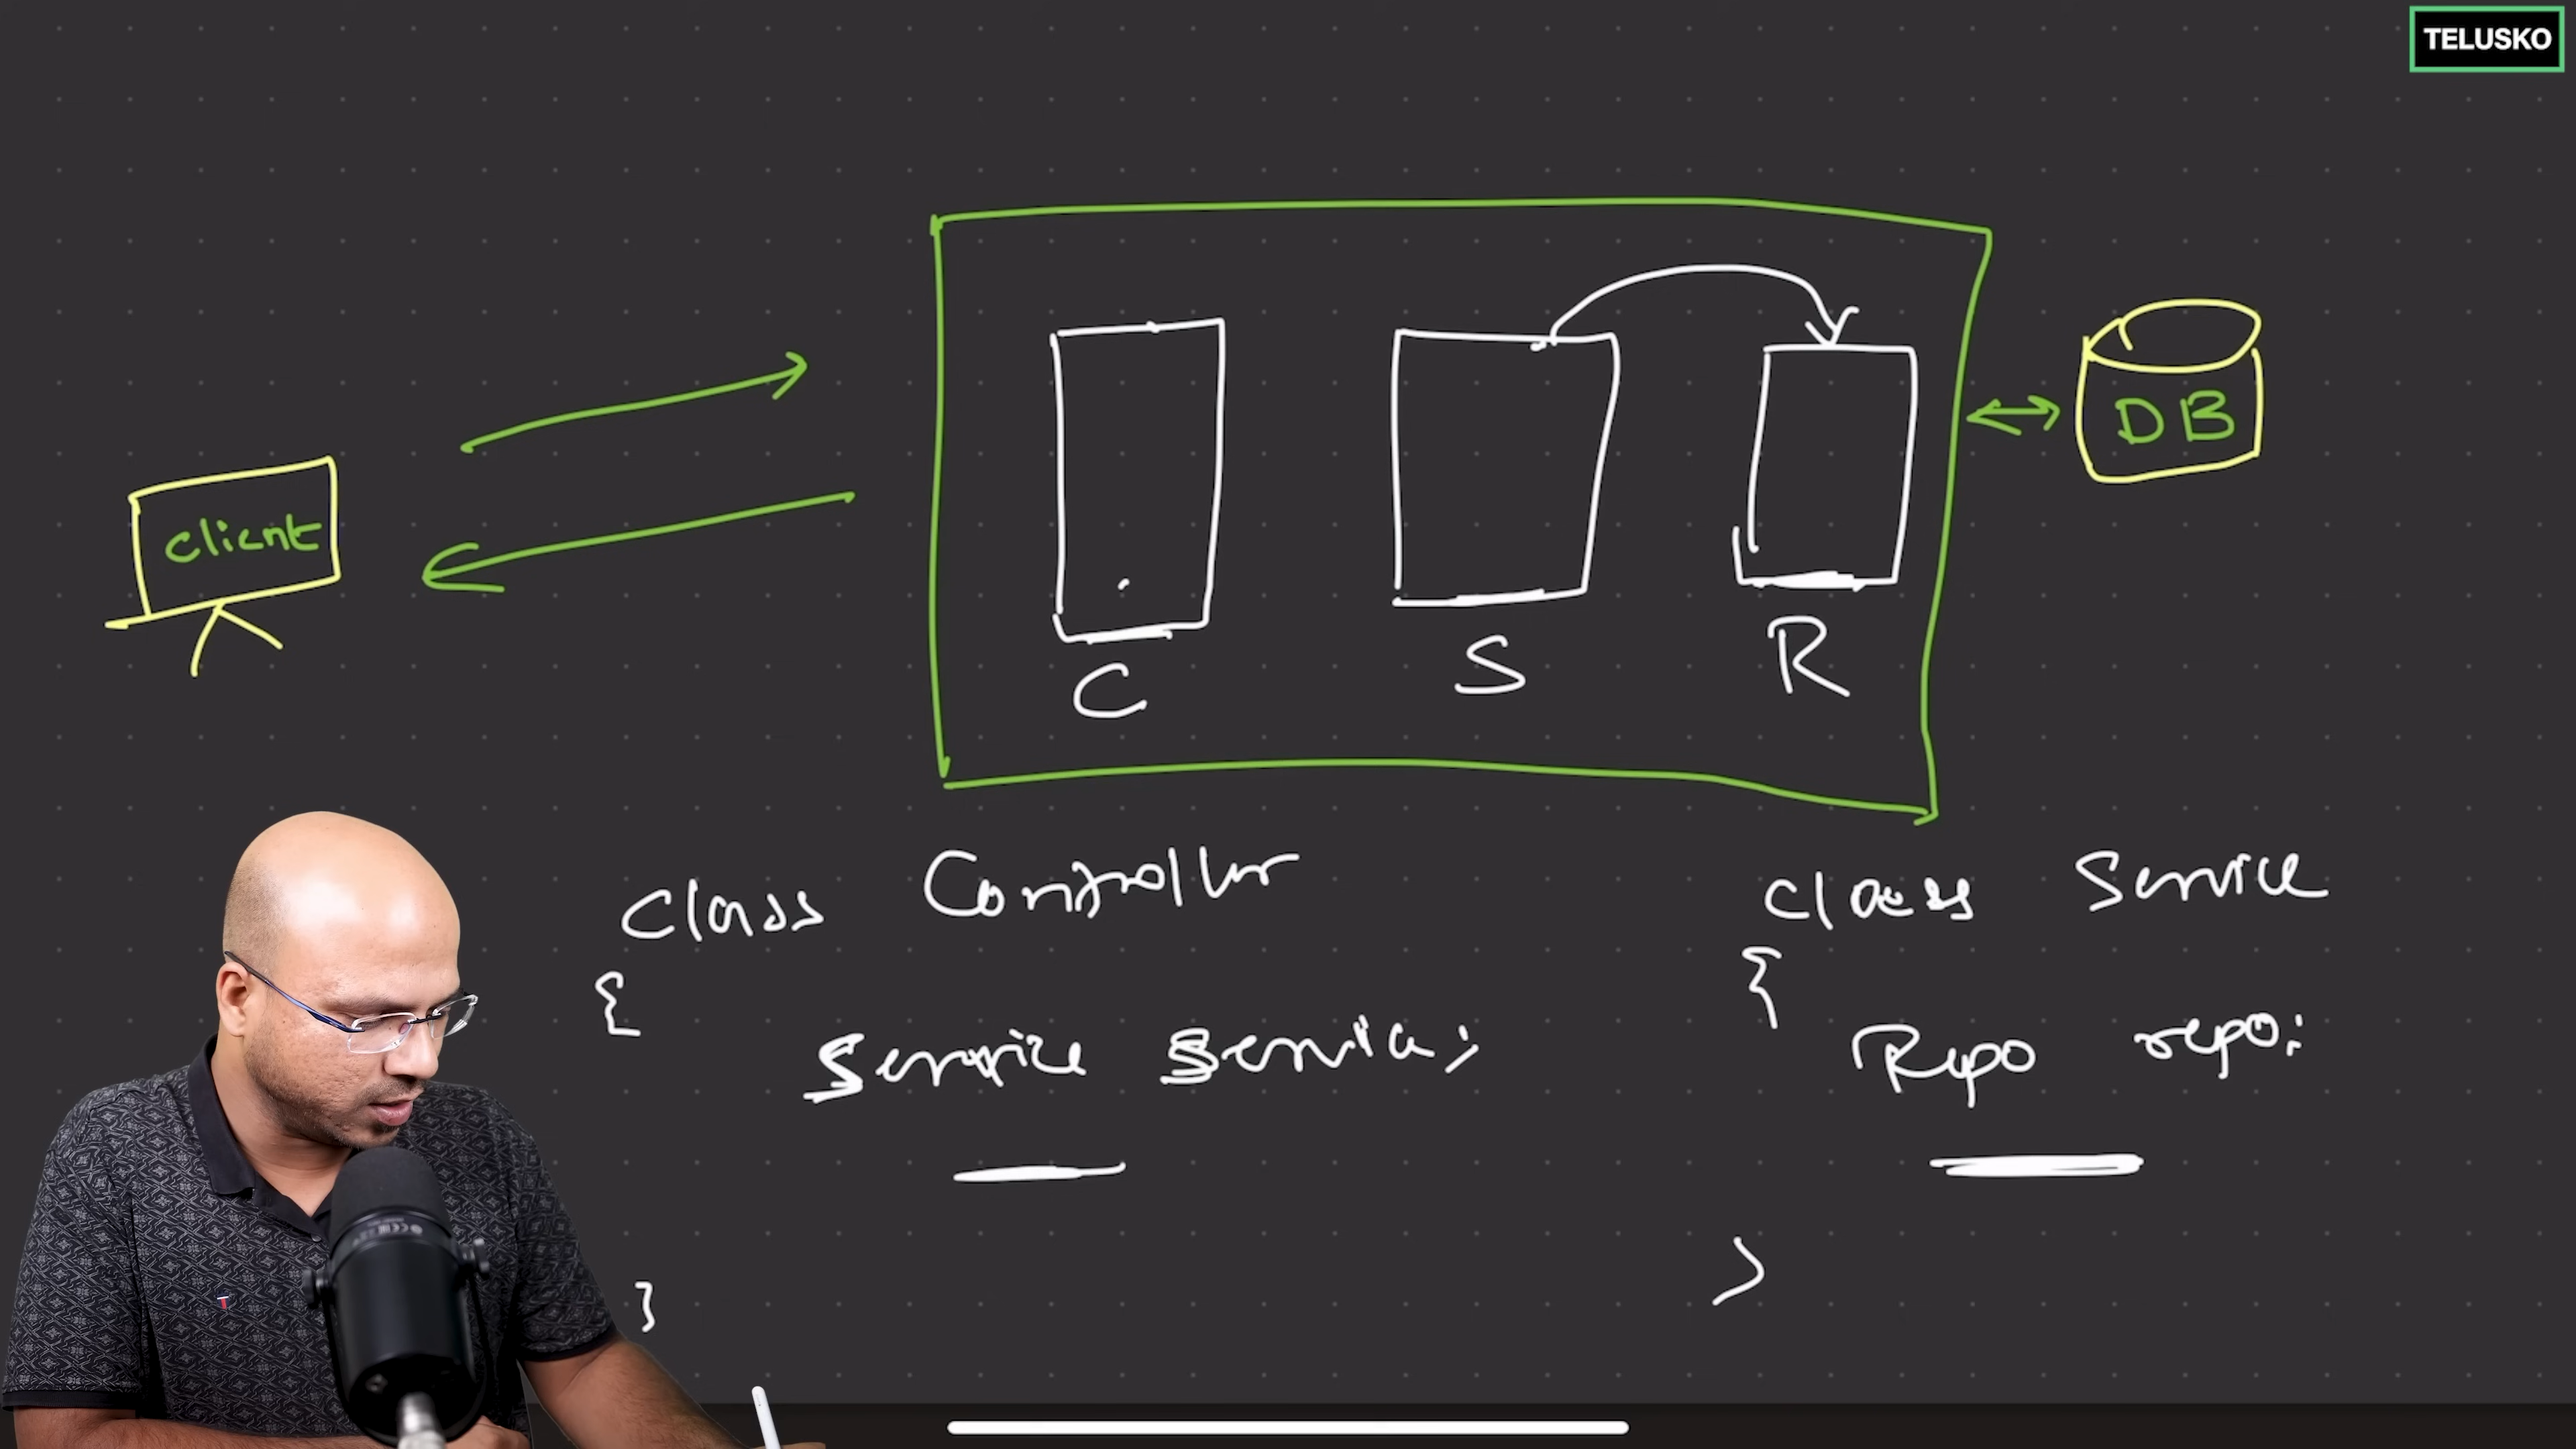 TELUSKO
client
DB
C
S
R
Class Controller
{
Service Service;
}
class Service
{
Repo repo;
}